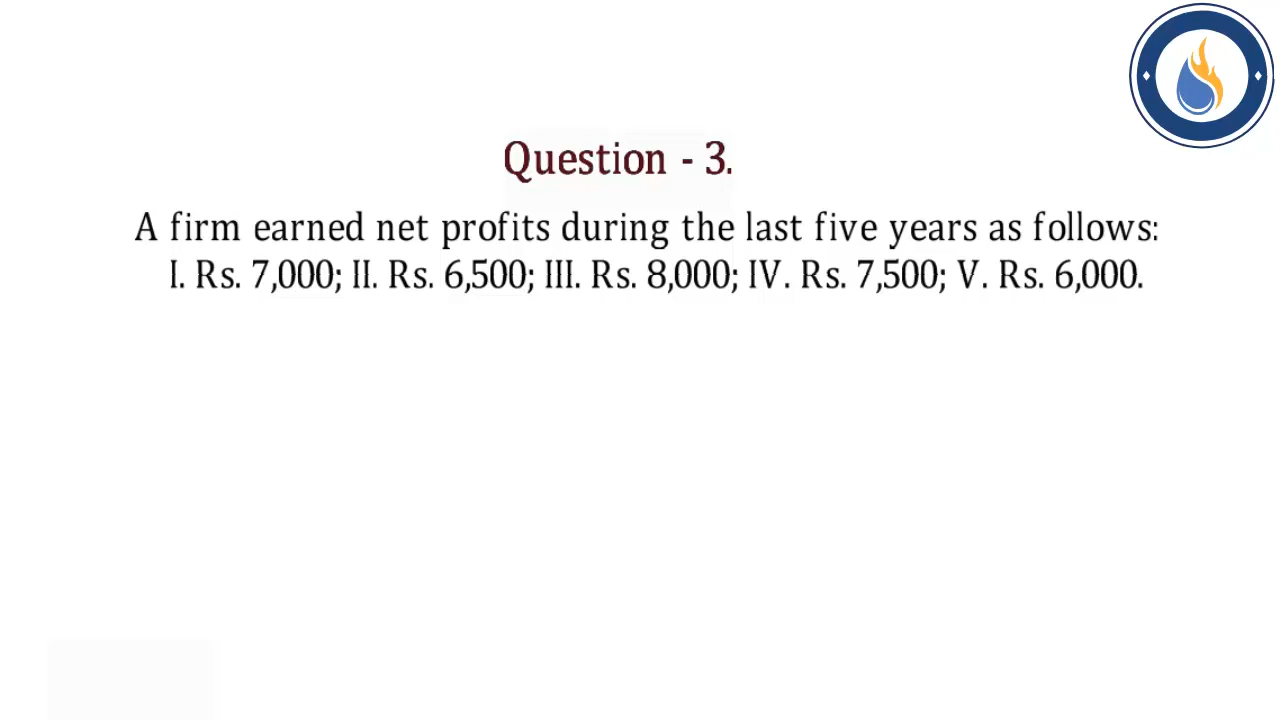 Question - 3.
A firm earned net profits during the last five years as follows:
I. Rs. 7,000; II. Rs. 6,500; III. Rs. 8,000; IV. Rs. 7,500; V. Rs. 6,000.